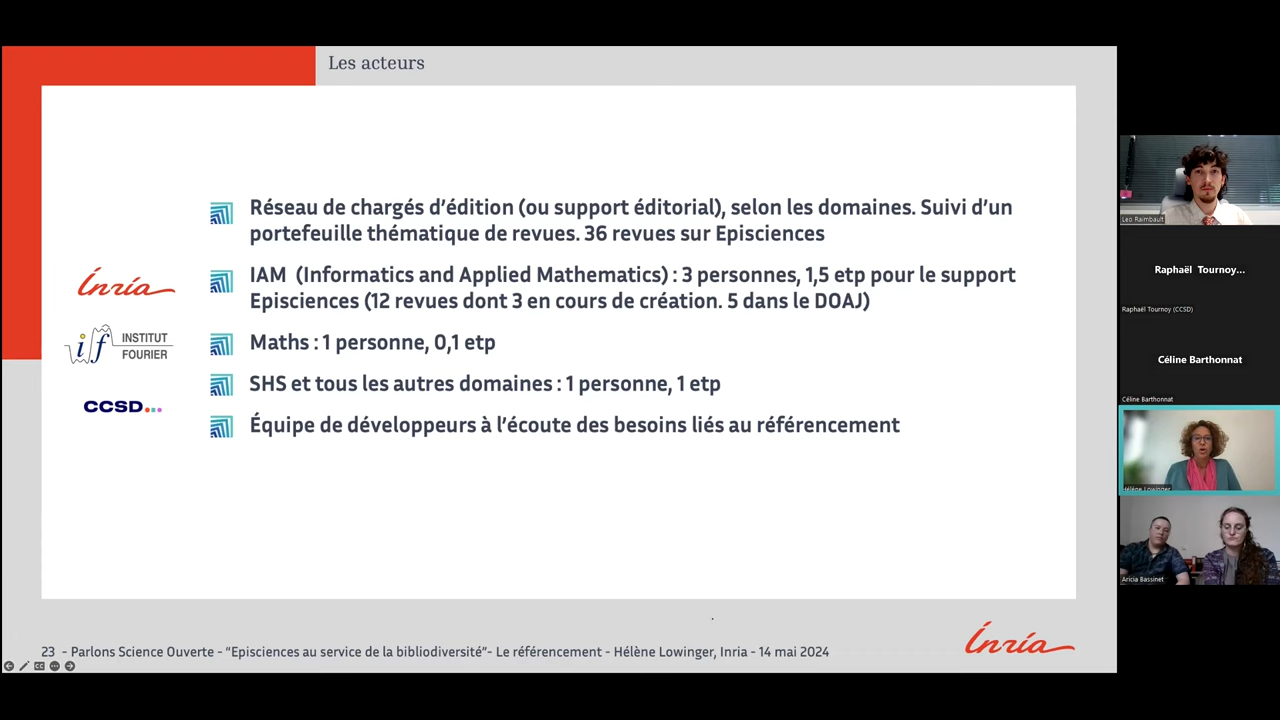 Les acteurs
Réseau de chargés d’édition (ou support éditorial), selon les domaines. Suivi d’un
portefeuille thématique de revues. 36 revues sur Episciences
Inria
IAM (Informatics and Applied Mathematics) : 3 personnes, 1,5 etp pour le support
Episciences (12 revues dont 3 en cours de création. 5 dans le DOAJ)
if INSTITUT
FOURIER
Maths : 1 personne, 0,1 etp
SHS et tous les autres domaines : 1 personne, 1 etp
CCSD...
Équipe de développeurs à l’écoute des besoins liés au référencement
Inria
23 - Parlons Science Ouverte - “Episciences au service de la bibliodiversité”- Le référencement - Hélène Lowinger, Inria - 14 mai 2024
Leo Raimbault
Raphaël Tournoy...
Raphaël Tournoy (CCSD)
Céline Barthonnat
Céline Barthonnat
Hélène Lowinger
Aricia Bassinet